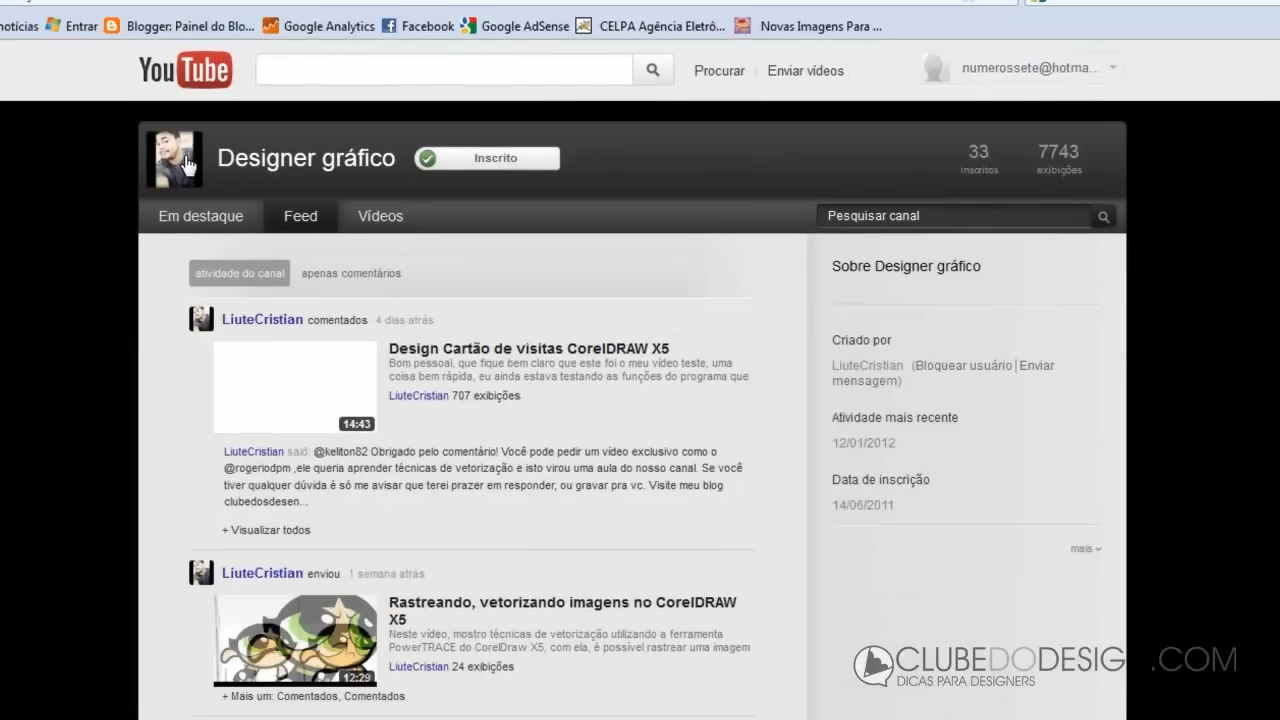 notícias Entrar Blogger: Painel do Blo... Google Analytics Facebook Google AdSense CELPA Agência Eletrô... Novas Imagens Para ...
YouTube Procurar Enviar vídeos numerossete@hotma...
Designer gráfico Inscrito 33 inscritos 7743 exibições
Em destaque Feed Vídeos Pesquisar canal
atividade do canal apenas comentários
LiuteCristian comentados 4 dias atrás
14:43
Design Cartão de visitas CorelDRAW X5
Bom pessoal, que fique bem claro que este foi o meu vídeo teste, uma
coisa bem rápida, eu ainda estava testando as funções do programa que
LiuteCristian 707 exibições
LiuteCristian said: @keliton82 Obrigado pelo comentário! Você pode pedir um vídeo exclusivo como o
@rogeriodpm ,ele queria aprender técnicas de vetorização e isto virou uma aula do nosso canal. Se você
tiver qualquer dúvida é só me avisar que terei prazer em responder, ou gravar pra vc. Visite meu blog
clubedosdesen...
+ Visualizar todos
LiuteCristian enviou 1 semana atrás
12:29
Rastreando, vetorizando imagens no CorelDRAW
X5
Neste vídeo, mostro técnicas de vetorização utilizando a ferramenta
PowerTRACE do CorelDraw X5, com ela, é possível rastrear uma imagem
LiuteCristian 24 exibições
+ Mais um: Comentados, Comentados
Sobre Designer gráfico
Criado por
LiuteCristian (Bloquear usuário|Enviar
mensagem)
Atividade mais recente
12/01/2012
Data de inscrição
14/06/2011
mais
CLUBEDODESIG .COM
DICAS PARA DESIGNERS